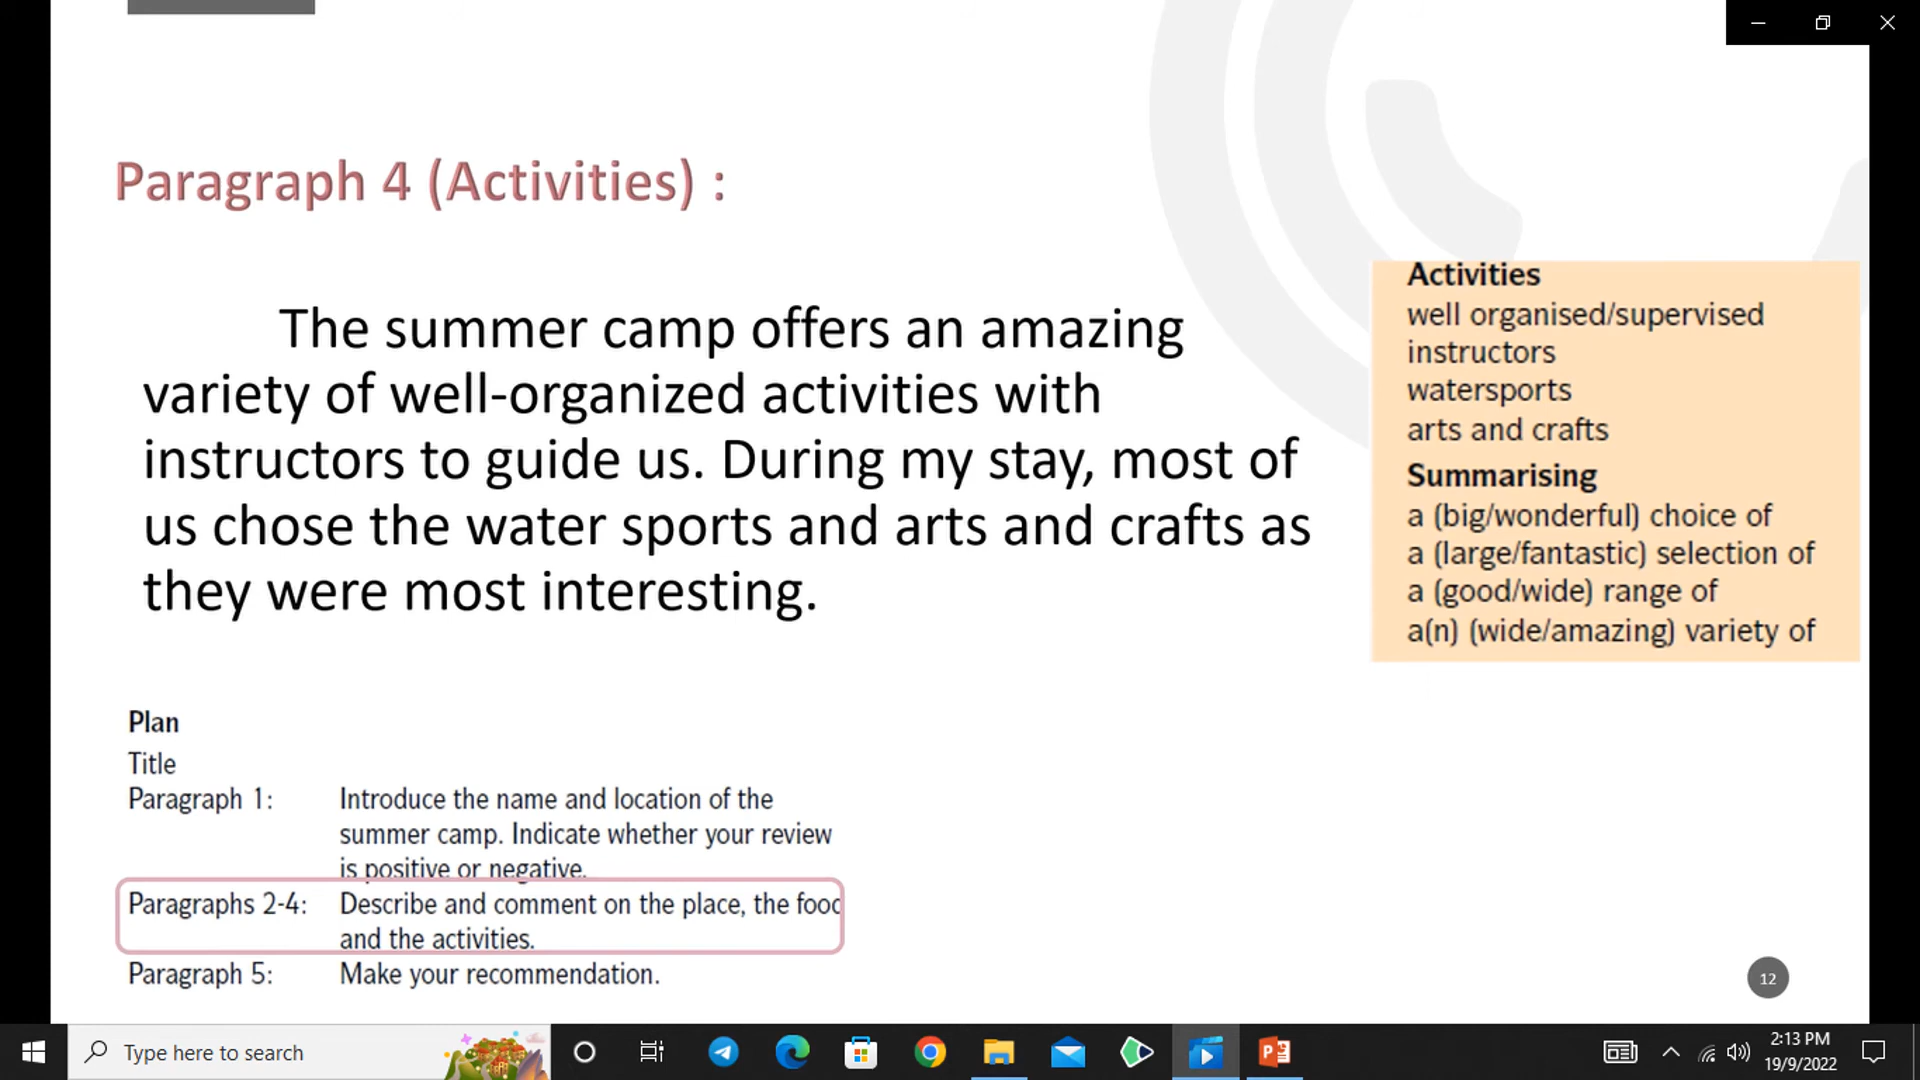 Paragraph 4 (Activities) :
The summer camp offers an amazing
variety of well-organized activities with
instructors to guide us. During my stay, most of
us chose the water sports and arts and crafts as
they were most interesting.
Activities
well organised/supervised
instructors
watersports
arts and crafts
Summarising
a (big/wonderful) choice of
a (large/fantastic) selection of
a (good/wide) range of
a(n) (wide/amazing) variety of
Plan
Title
Paragraph 1: Introduce the name and location of the
summer camp. Indicate whether your review
is positive or negative.
Paragraphs 2-4: Describe and comment on the place, the food
and the activities.
Paragraph 5: Make your recommendation.
12
Type here to search
2:13 PM
19/9/2022